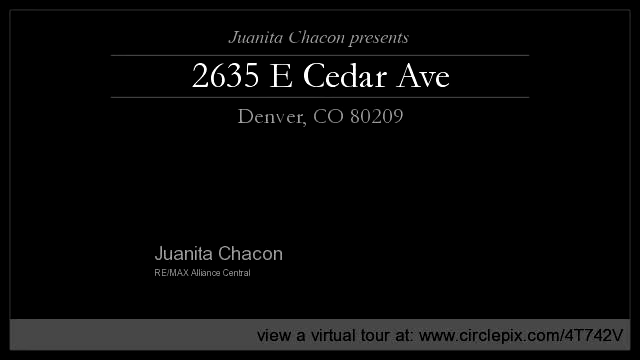 Juanita Chacon presents
2635 E Cedar Ave
Denver, CO 80209
Juanita Chacon
RE/MAX Alliance Central
view a virtual tour at: www.circlepix.com/4T742V